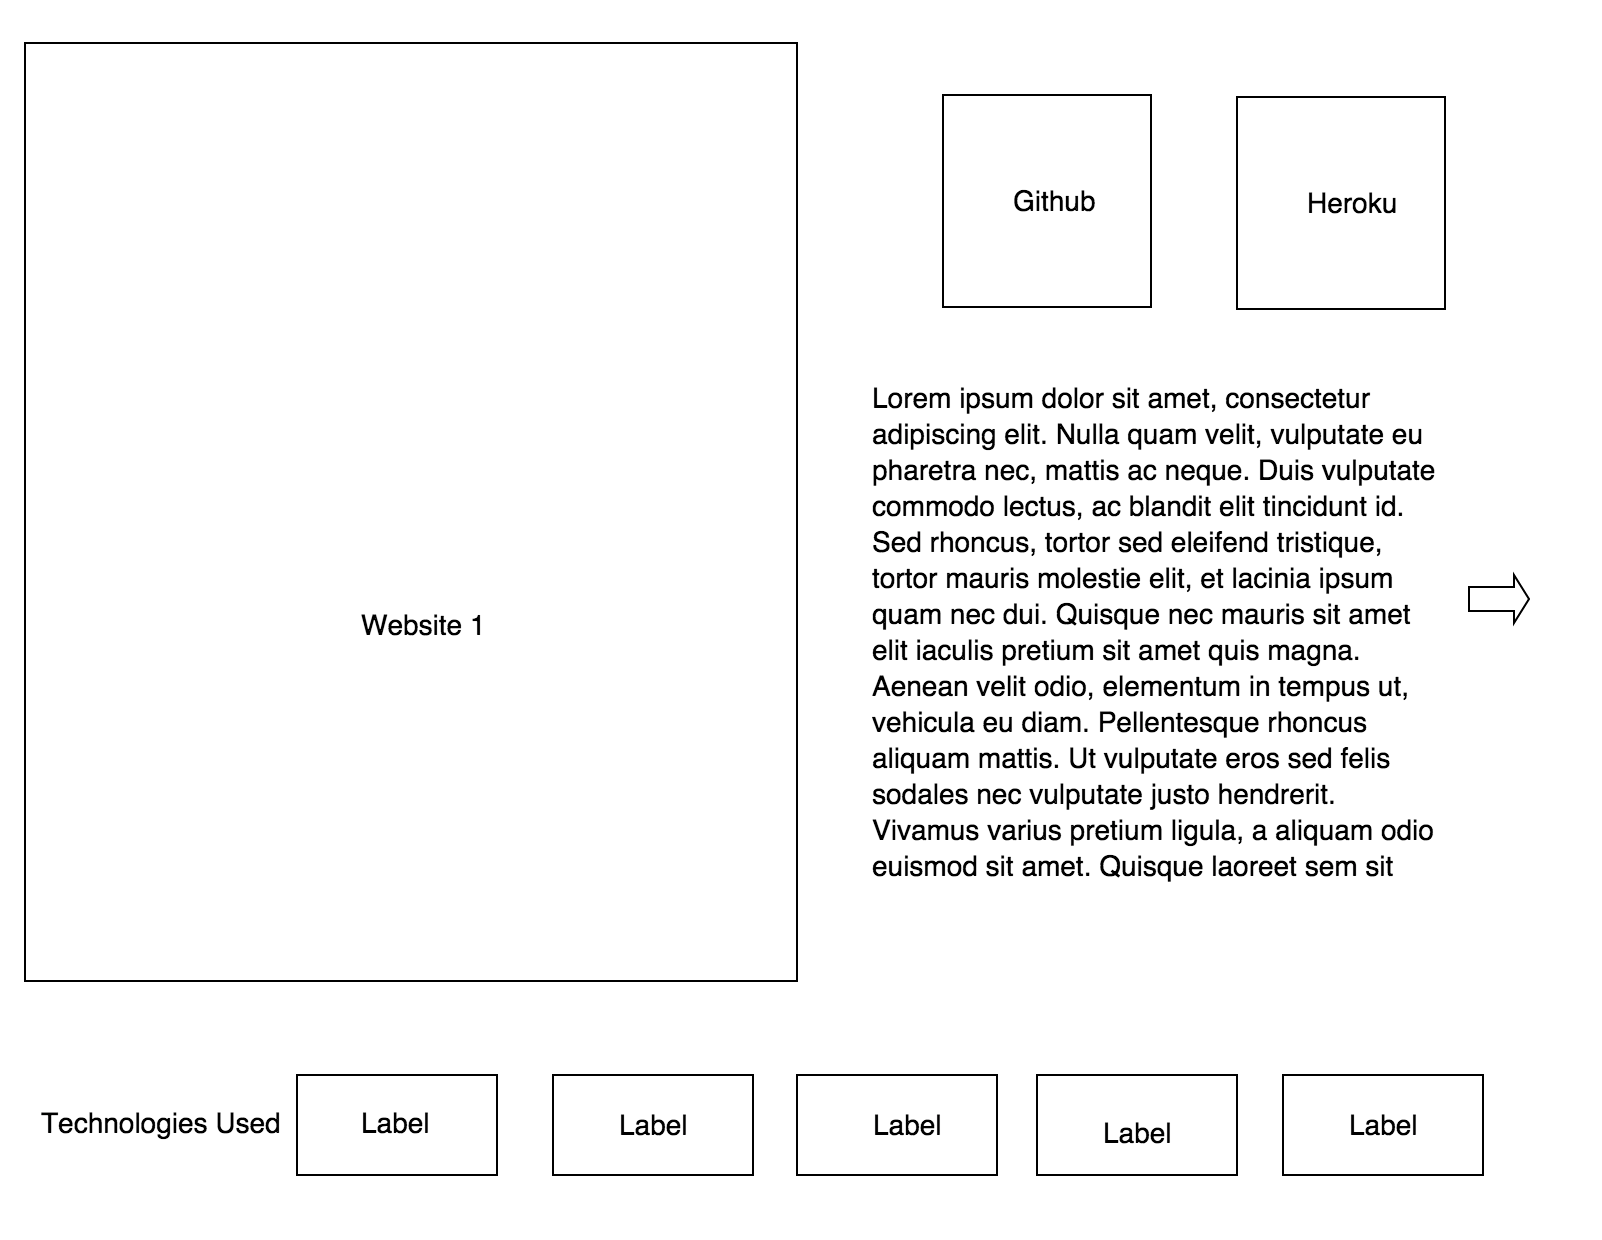 Github
Heroku
Website 1
Lorem ipsum dolor sit amet, consectetur
adipiscing elit. Nulla quam velit, vulputate eu
pharetra nec, mattis ac neque. Duis vulputate
commodo lectus, ac blandit elit tincidunt id.
Sed rhoncus, tortor sed eleifend tristique,
tortor mauris molestie elit, et lacinia ipsum
quam nec dui. Quisque nec mauris sit amet
elit iaculis pretium sit amet quis magna.
Aenean velit odio, elementum in tempus ut,
vehicula eu diam. Pellentesque rhoncus
aliquam mattis. Ut vulputate eros sed felis
sodales nec vulputate justo hendrerit.
Vivamus varius pretium ligula, a aliquam odio
euismod sit amet. Quisque laoreet sem sit
Technologies Used
Label
Label
Label
Label
Label